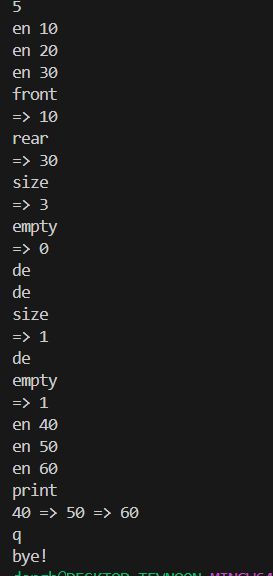 5
en 10
en 20
en 30
front
=> 10
rear
=> 30
size
=> 3
empty
=> 0
de
de
size
=> 1
de
empty
=> 1
en 40
en 50
en 60
print
40 => 50 => 60
q
bye!